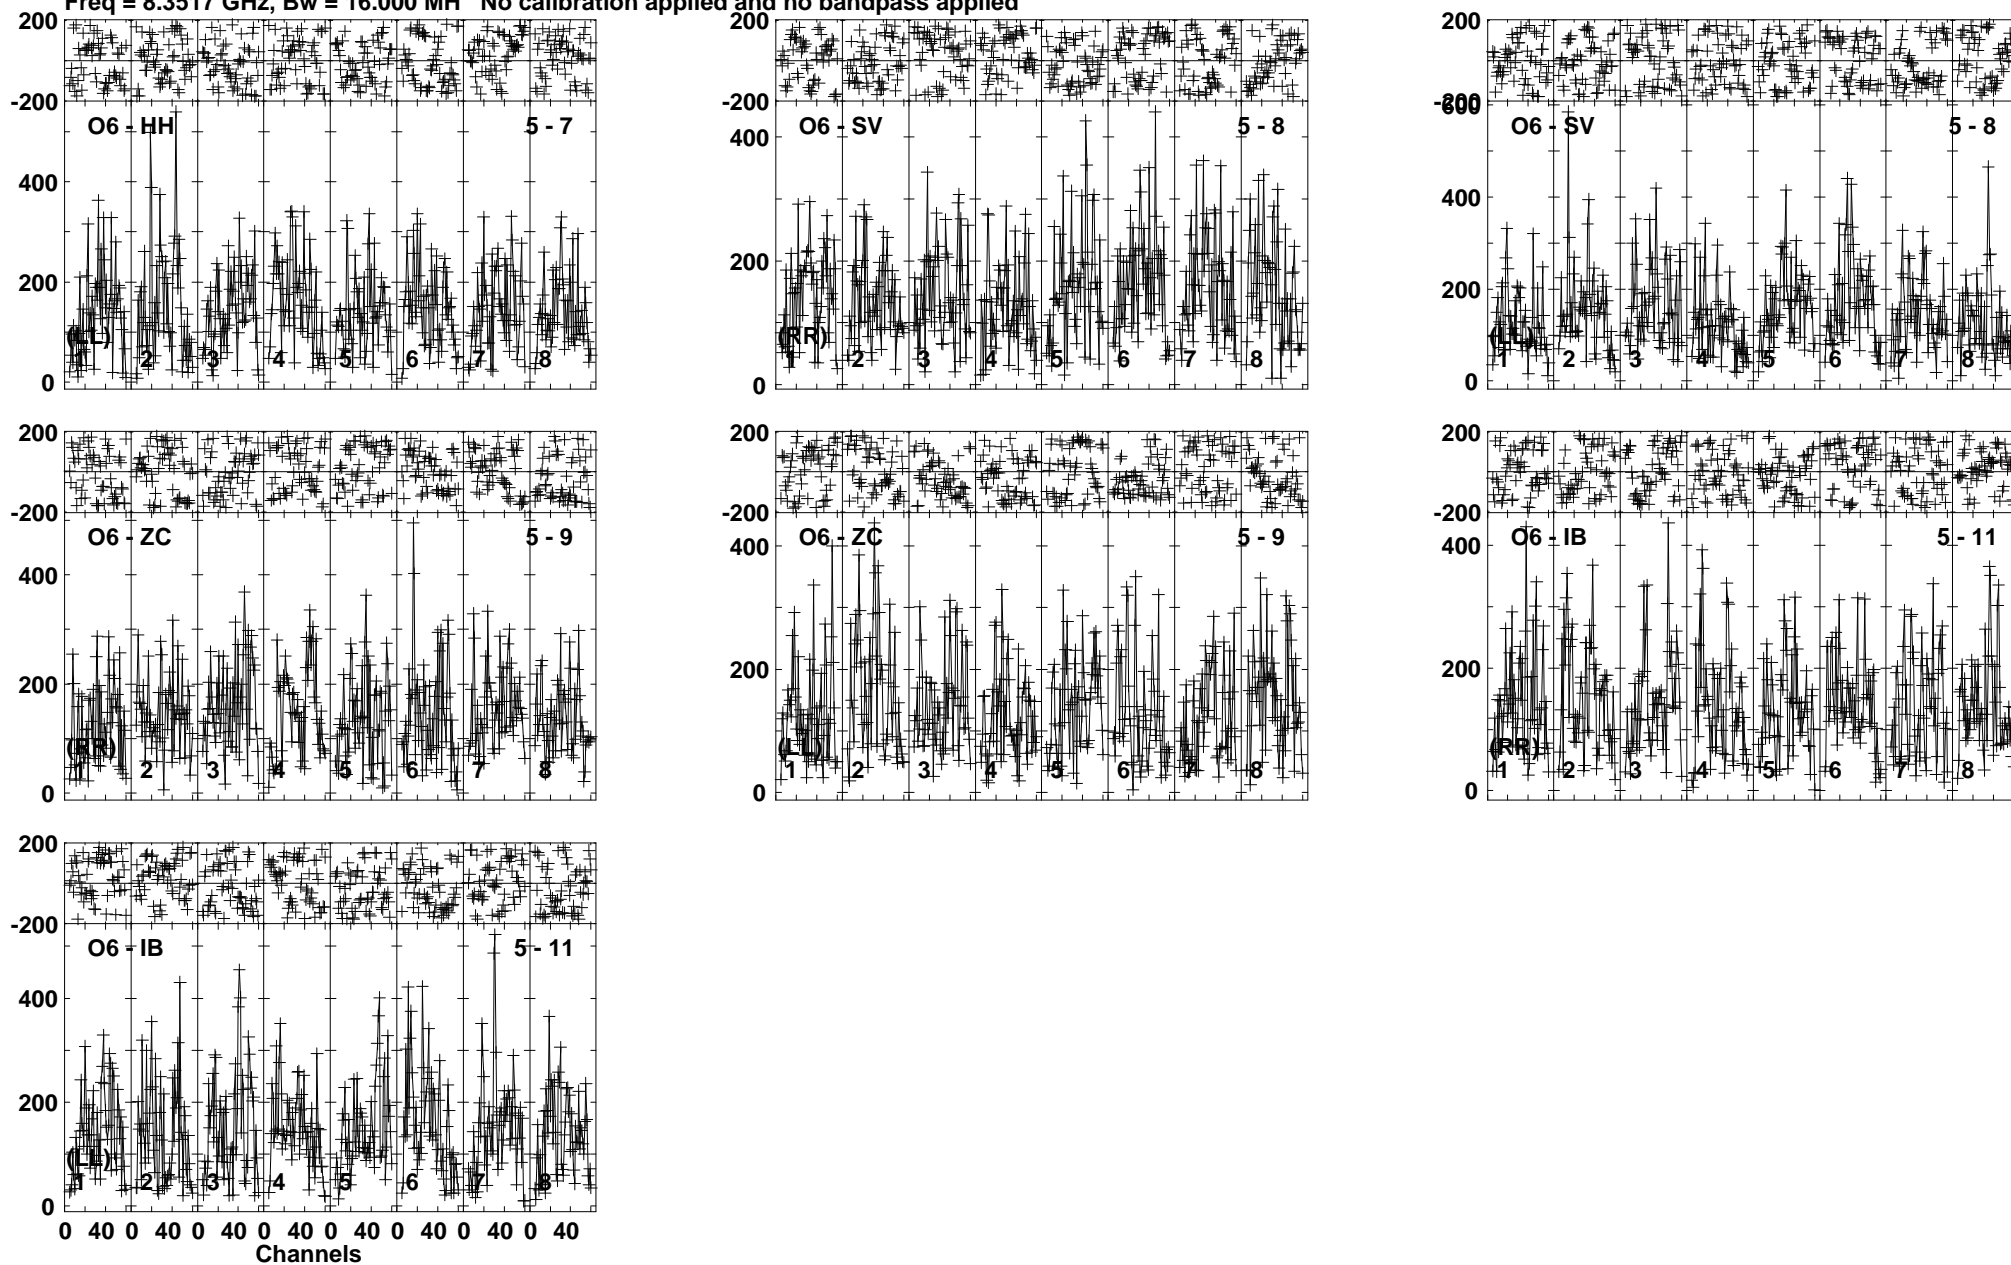 Freq = 8.3517 GHz, Bw = 16.000 MH No calibration applied and no bandpass applied
200 200 200
-200 -200 -200
600
O6 - HH 5 - 7 O6 - SV 5 - 8 O6 - SV 5 - 8
400 400 400
200 200 200
(LL) (RR) (LL)
1 2 3 4 5 6 7 8 1 2 3 4 5 6 7 8 1 2 3 4 5 6 7 8
0 0 0
200 200 200
-200 -200 -200
O6 - ZC 5 - 9 O6 - ZC 5 - 9 O6 - IB 5 - 11
400 400 400
200 200 200
(RR) (LL) (RR)
1 2 3 4 5 6 7 8 1 2 3 4 5 6 7 8 1 2 3 4 5 6 7 8
0 0 0
200
-200
O6 - IB 5 - 11
400
200
(LL)
1 2 3 4 5 6 7 8
0
0 40 0 40 0 40 0 40 0 40 0 40 0 40 0 40
Channels